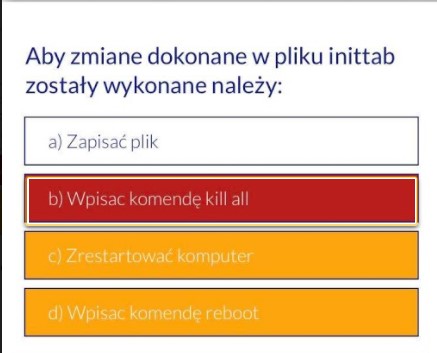 Aby zmiane dokonane w pliku inittab
zostały wykonane należy:
a) Zapisać plik
b) Wpisac komendę kill all
c) Zrestartować komputer
d) Wpisac komendę reboot